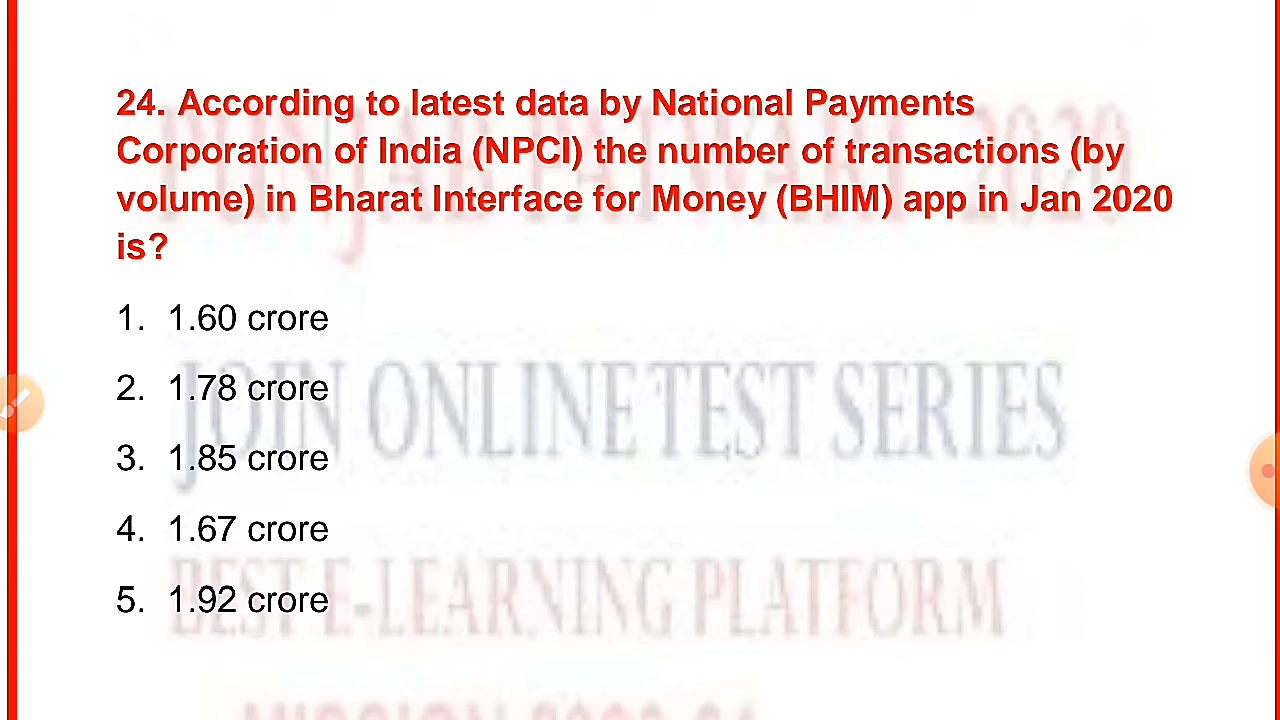 24. According to latest data by National Payments
Corporation of India (NPCI) the number of transactions (by
volume) in Bharat Interface for Money (BHIM) app in Jan 2020
is?
1. 1.60 crore
2. 1.78 crore
JOIN ONLINE TEST SERIES
3. 1.85 crore
4. 1.67 crore
5. 1.92 crore
BEST E-LEARNING PLATFORM